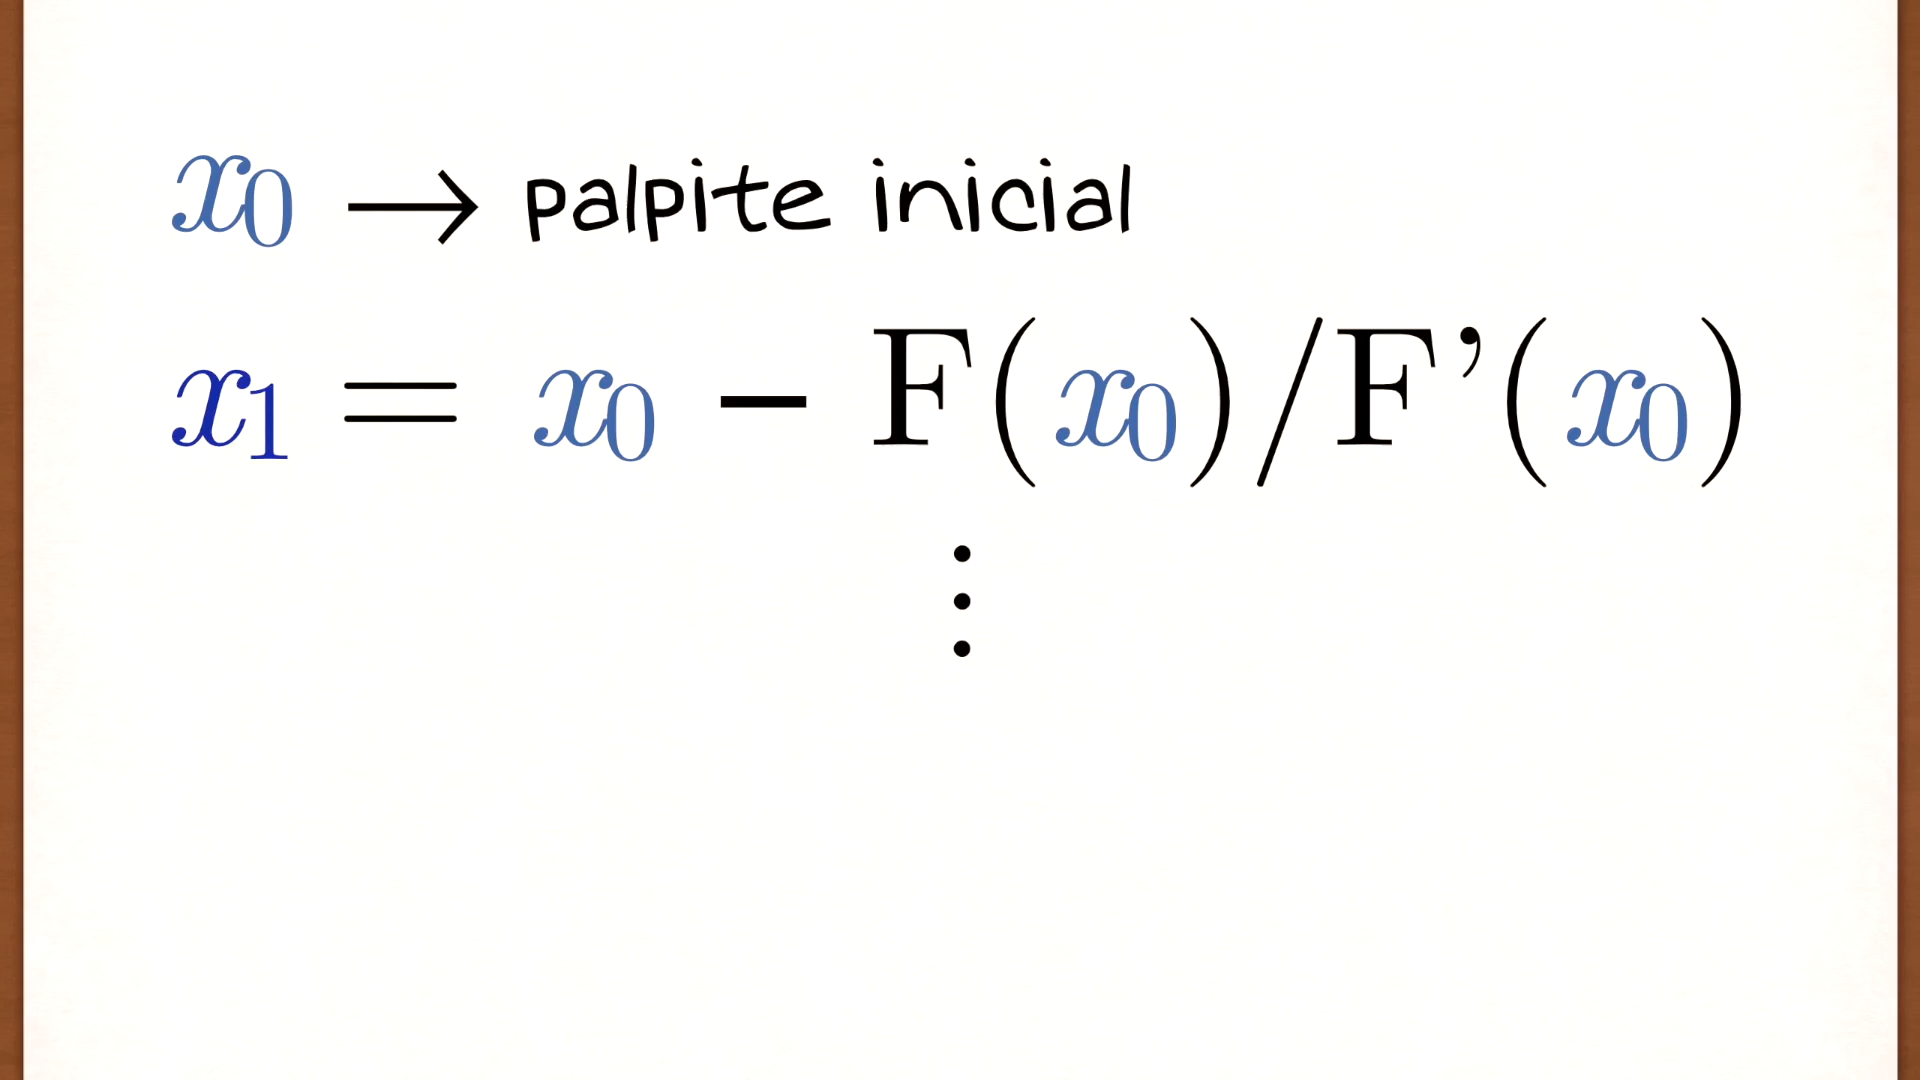 x₀ → palpite inicial
x₁ = x₀ − F(x₀)/F’(x₀)
⋮